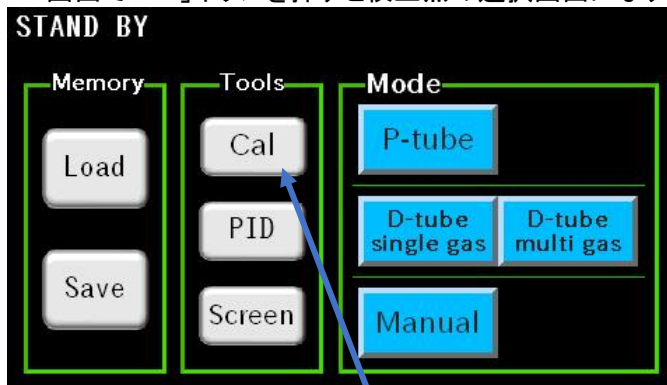 STAND BY
Memory
Load
Save
Tools
Cal
PID
Screen
Mode
P-tube
D-tube
single gas
D-tube
multi gas
Manual